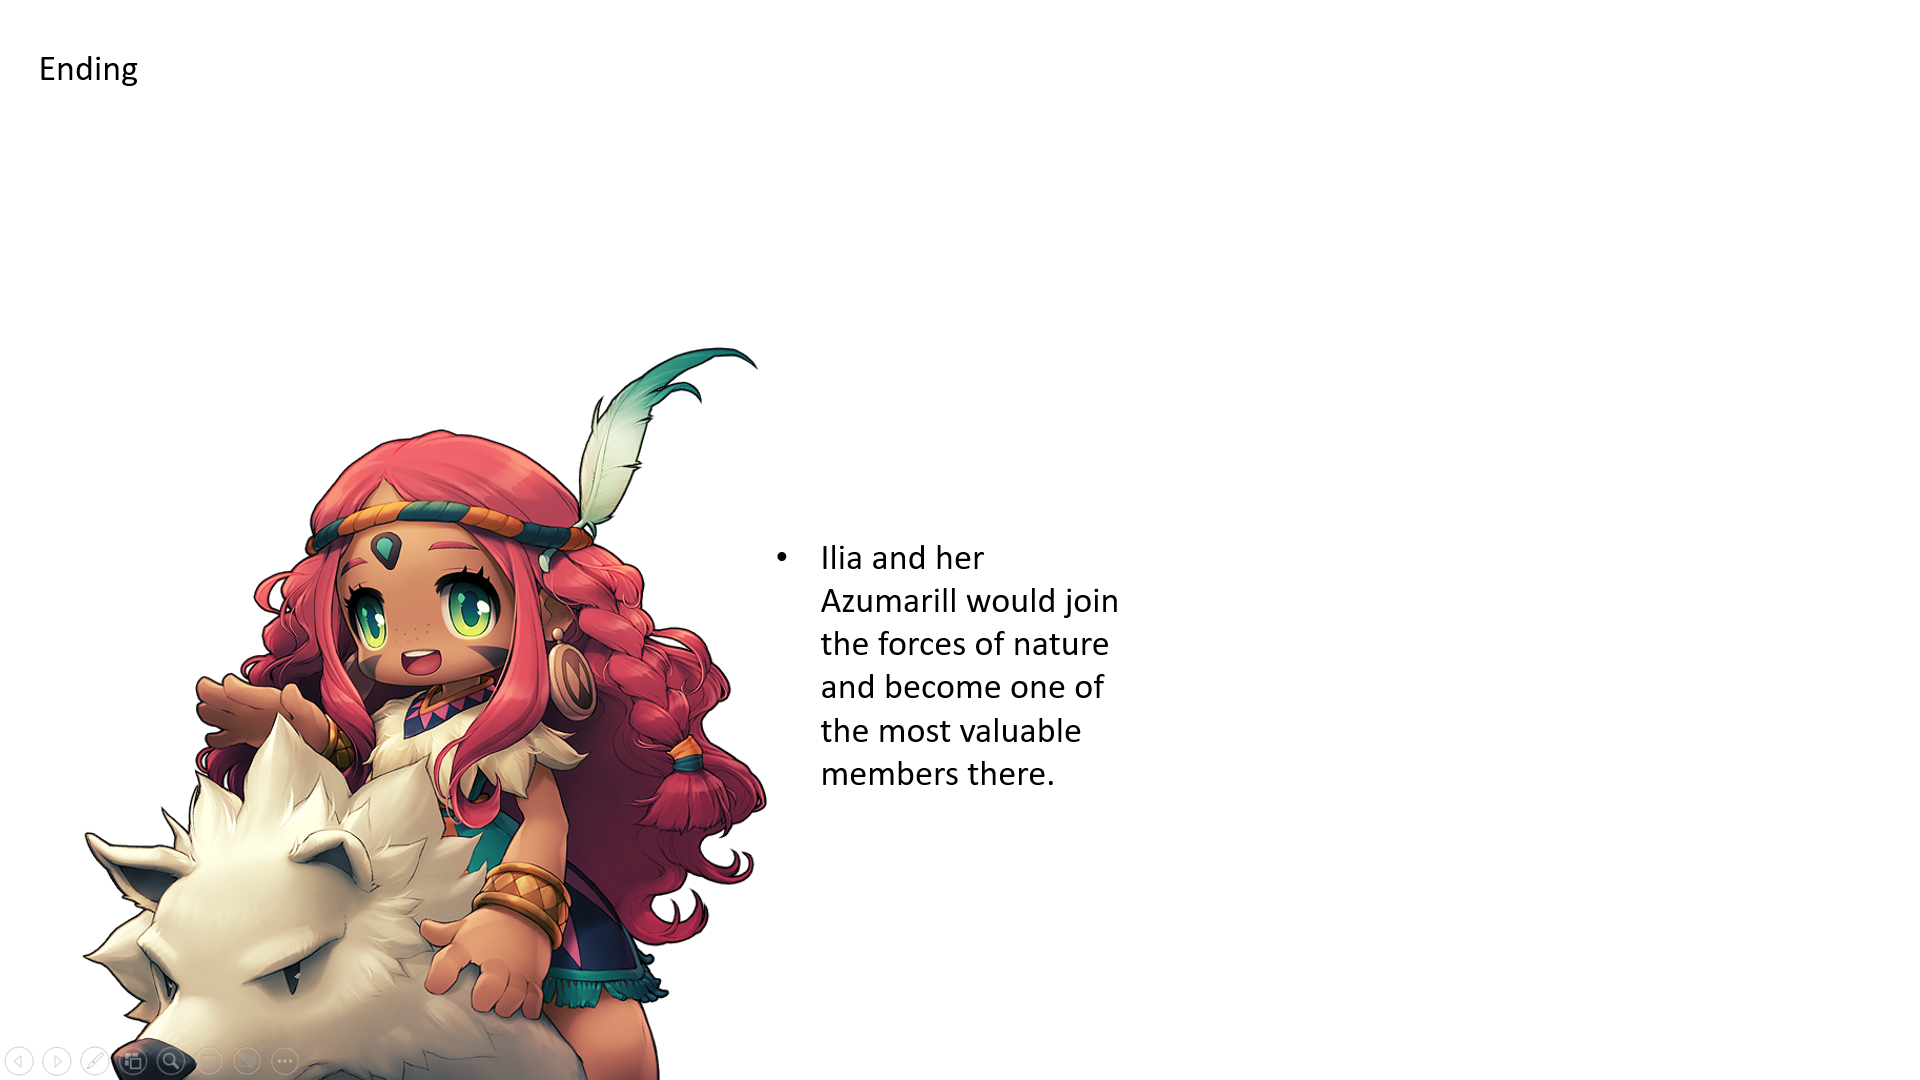 Ending
• Ilia and her
Azumarill would join
the forces of nature
and become one of
the most valuable
members there.